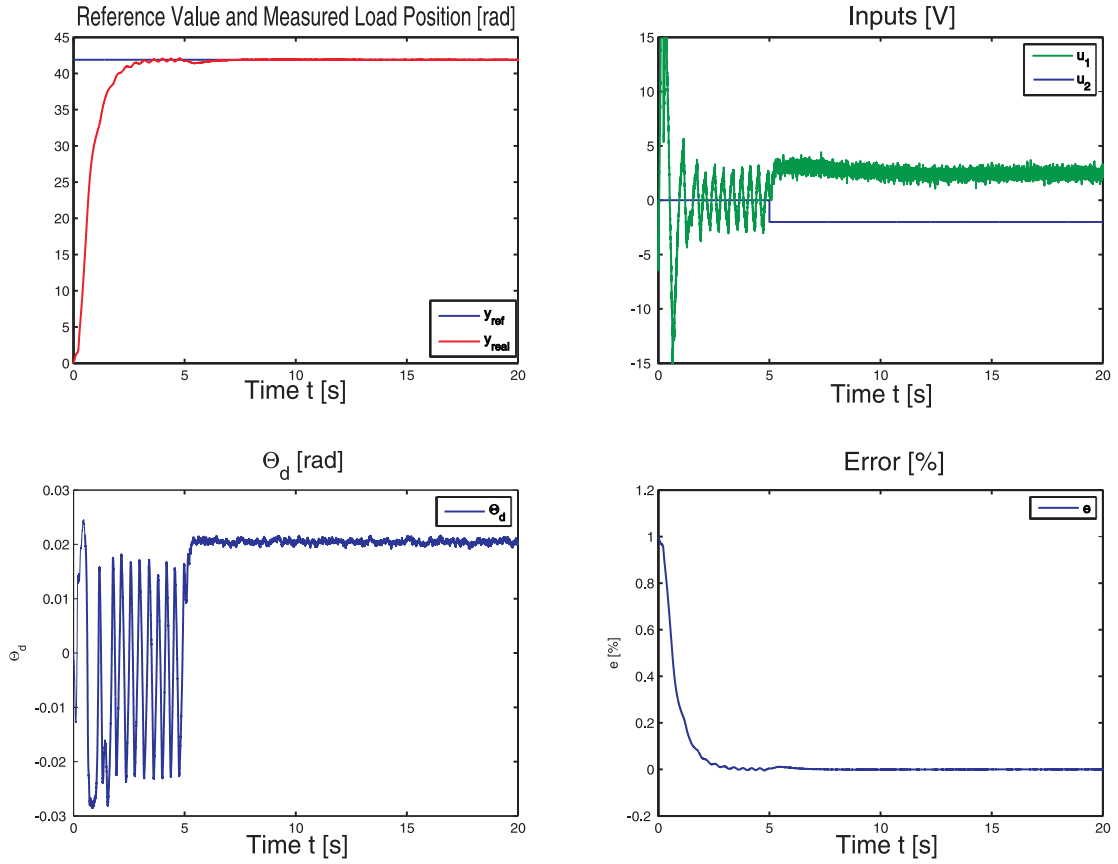 Reference Value and Measured Load Position [rad]
45
40
35
30
25
20
15
10
5
0
0 5 10 15 20
Time t [s]
y_ref
y_real
Inputs [V]
15
10
5
0
-5
-10
-15
0 5 10 15 20
Time t [s]
u_1
u_2
Θ_d [rad]
0.03
0.02
0.01
0
-0.01
-0.02
-0.03
Θ_d
0 5 10 15 20
Time t [s]
Θ_d
Error [%]
1.2
1
0.8
0.6
0.4
0.2
0
-0.2
e [%]
0 5 10 15 20
Time t [s]
e